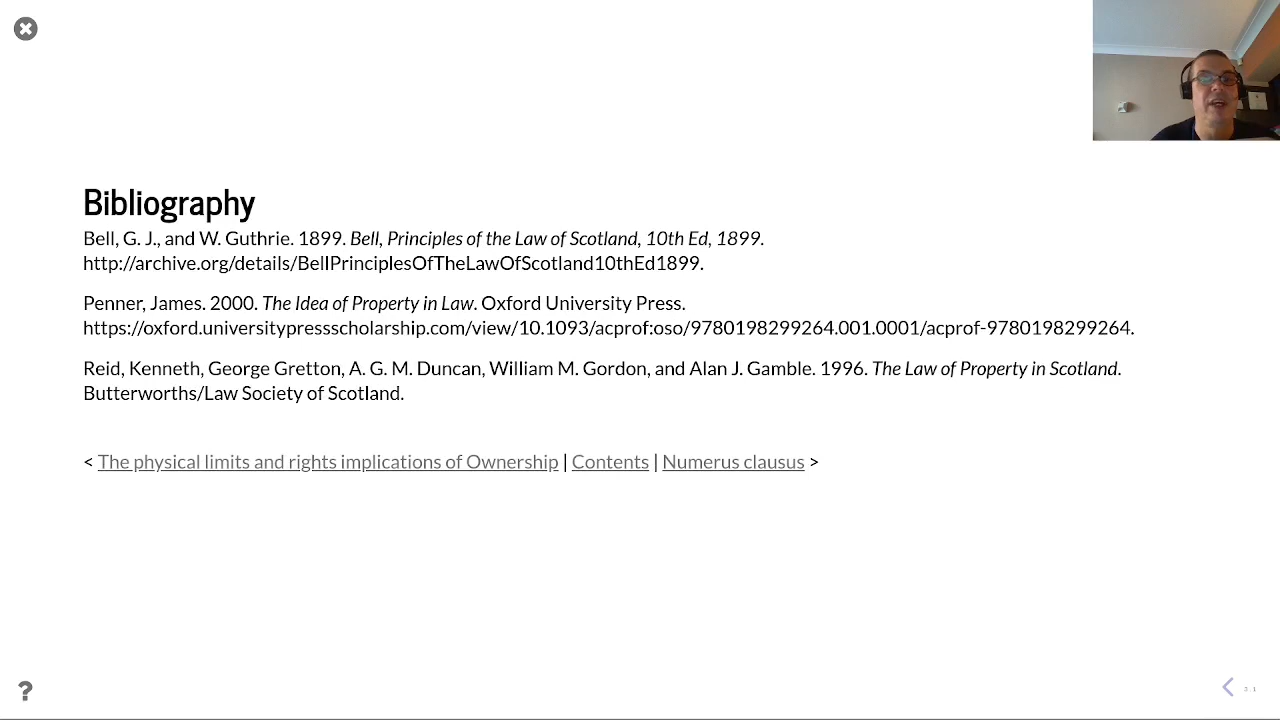 Bibliography
Bell, G. J., and W. Guthrie. 1899. Bell, Principles of the Law of Scotland, 10th Ed, 1899.
http://archive.org/details/BellPrinciplesOfTheLawOfScotland10thEd1899.
Penner, James. 2000. The Idea of Property in Law. Oxford University Press.
https://oxford.universitypressscholarship.com/view/10.1093/acprof:oso/9780198299264.001.0001/acprof-9780198299264.
Reid, Kenneth, George Gretton, A. G. M. Duncan, William M. Gordon, and Alan J. Gamble. 1996. The Law of Property in Scotland.
Butterworths/Law Society of Scotland.
< The physical limits and rights implications of Ownership | Contents | Numerus clausus >
?